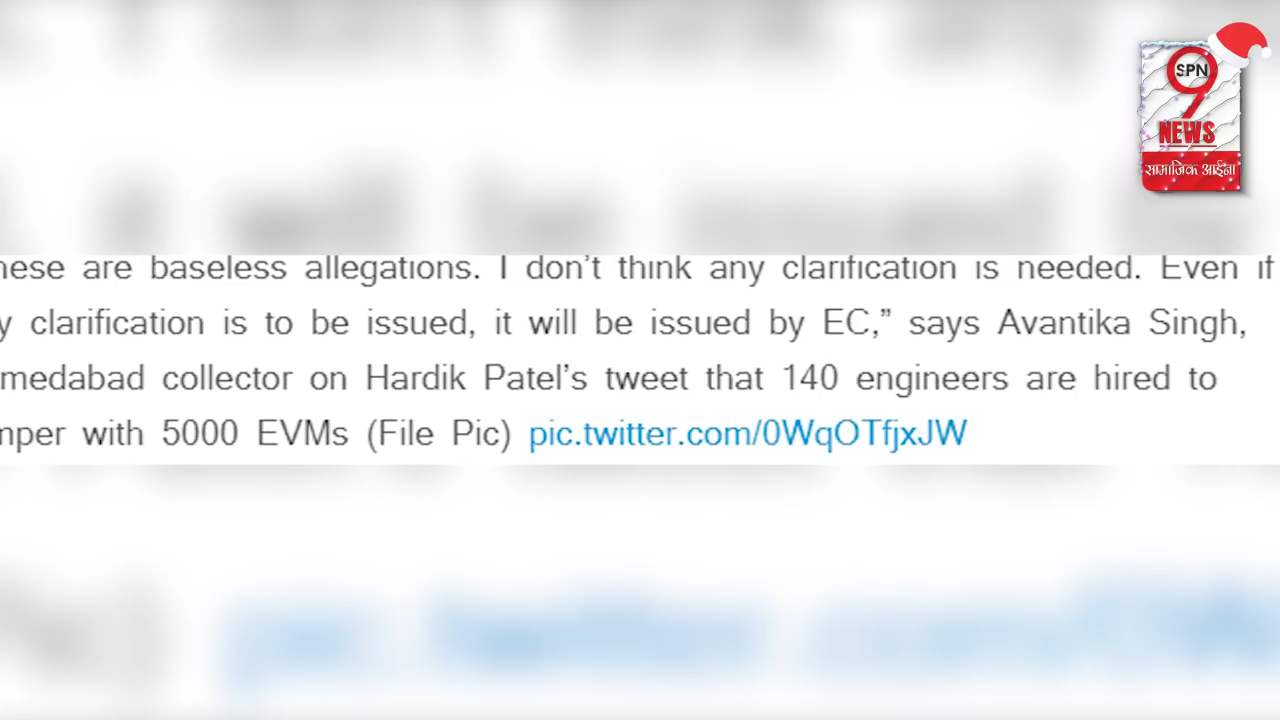 SPN
9
NEWS
सामाजिक आईना
hese are baseless allegations. I don't think any clarification is needed. Even if
y clarification is to be issued, it will be issued by EC,” says Avantika Singh,
medabad collector on Hardik Patel's tweet that 140 engineers are hired to
mper with 5000 EVMs (File Pic) pic.twitter.com/0WqOTfjxJW